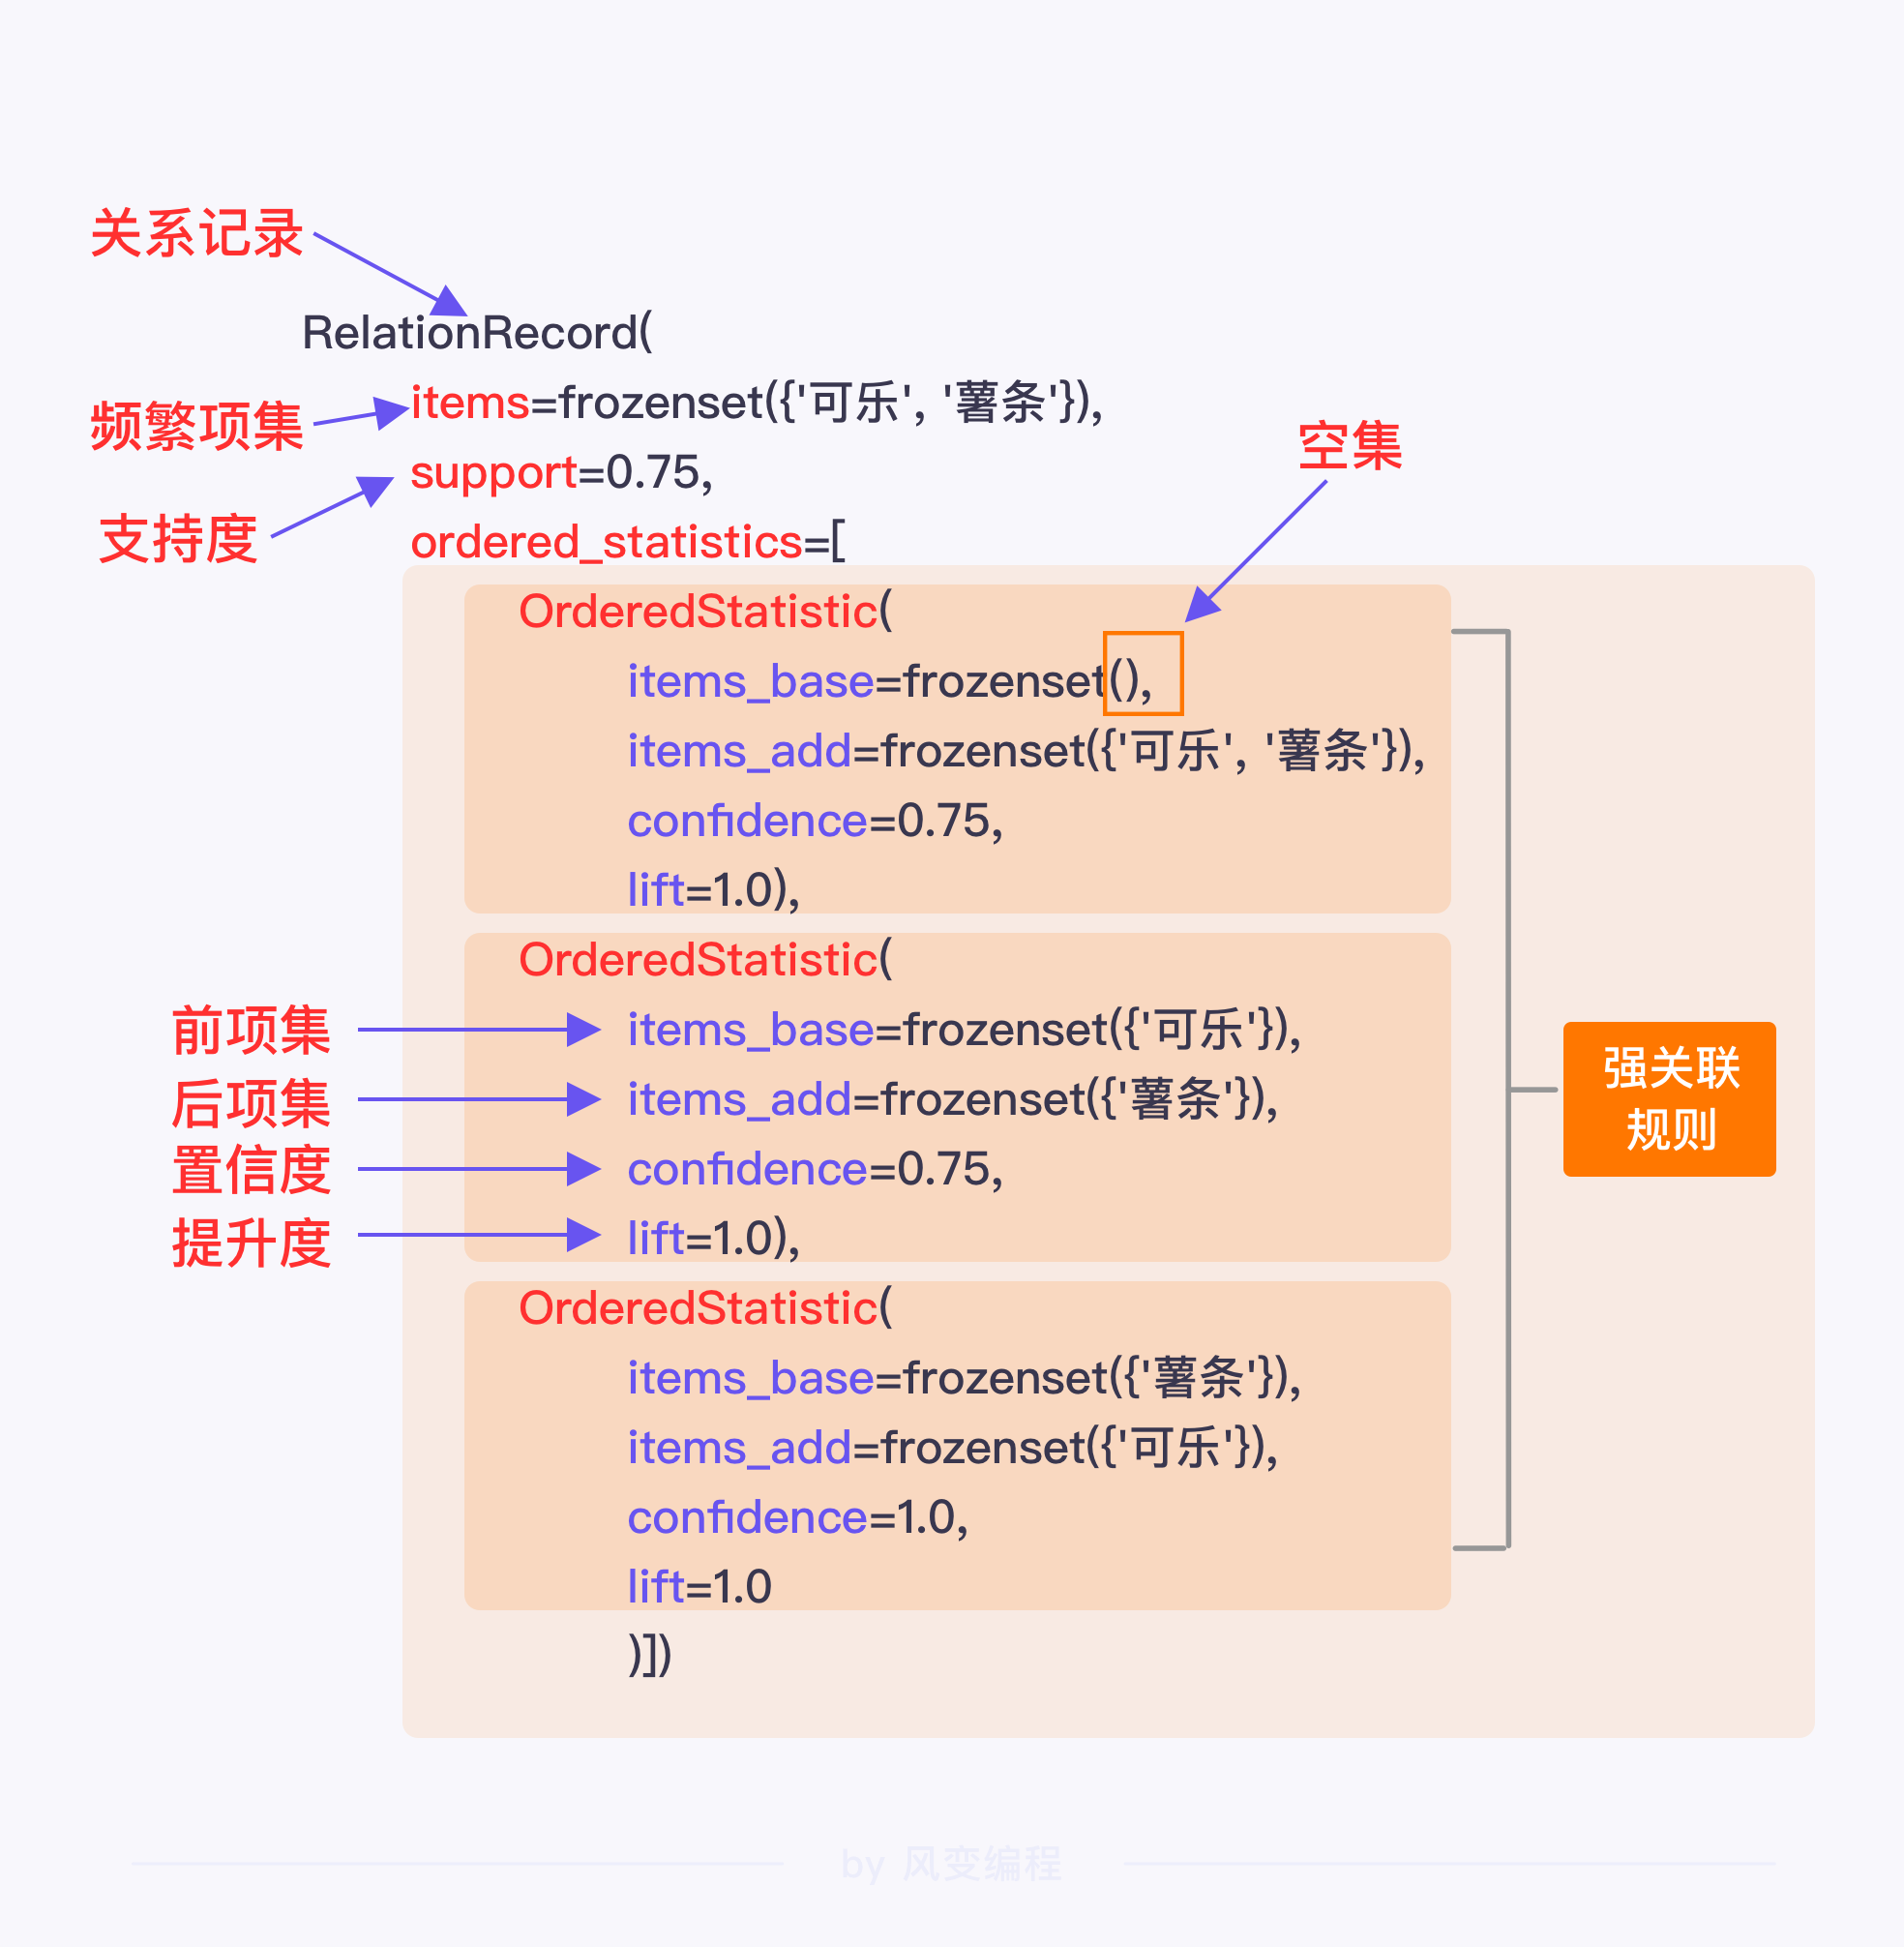 关系记录
RelationRecord(
频繁项集
items=frozenset({'可乐', '薯条'}),
空集
支持度
support=0.75,
ordered_statistics=[
OrderedStatistic(
items_base=frozenset(),
items_add=frozenset({'可乐', '薯条'}),
confidence=0.75,
lift=1.0),
OrderedStatistic(
前项集
items_base=frozenset({'可乐'}),
后项集
items_add=frozenset({'薯条'}),
置信度
confidence=0.75,
提升度
lift=1.0),
强关联
规则
OrderedStatistic(
items_base=frozenset({'薯条'}),
items_add=frozenset({'可乐'}),
confidence=1.0,
lift=1.0
)])
by 风变编程